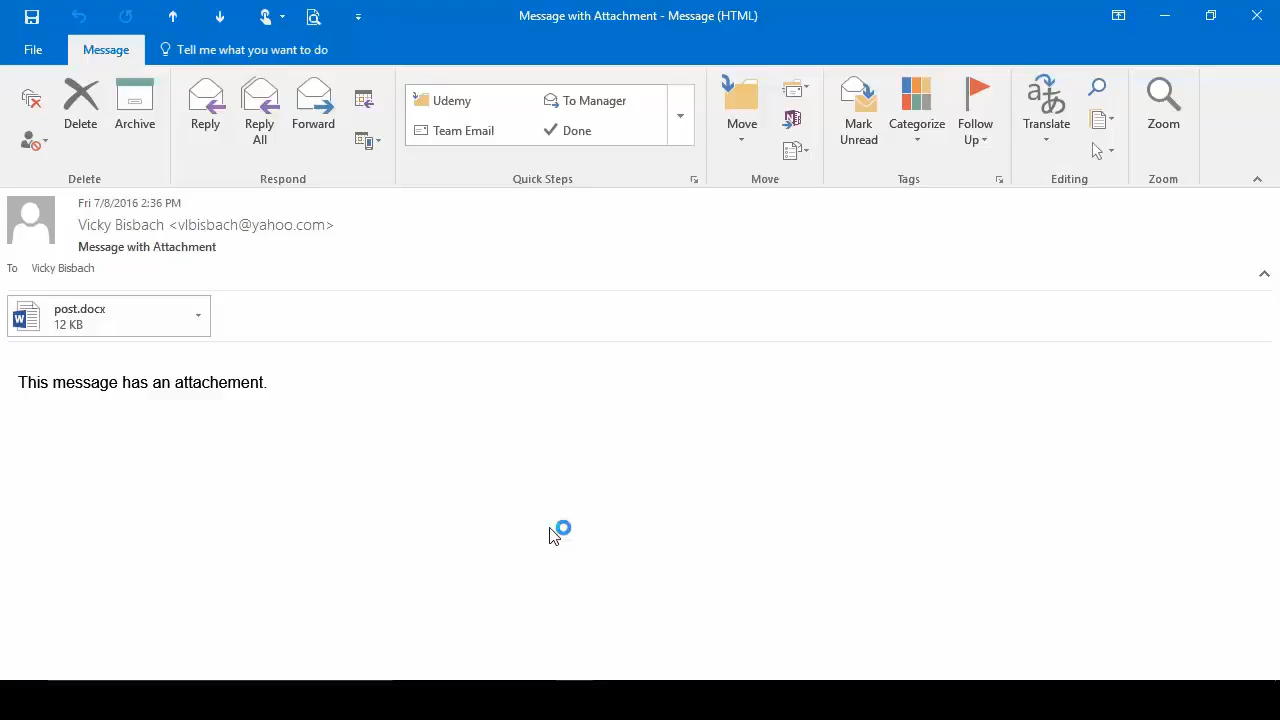 Message with Attachment - Message (HTML)
File Message Tell me what you want to do
Delete Archive Reply Reply All Forward
Udemy To Manager
Team Email Done
Move Mark Unread Categorize Follow Up Translate Zoom
Delete Respond Quick Steps Move Tags Editing Zoom
Fri 7/8/2016 2:36 PM
Vicky Bisbach <vlbisbach@yahoo.com>
Message with Attachment
To Vicky Bisbach
post.docx
12 KB
This message has an attachement.